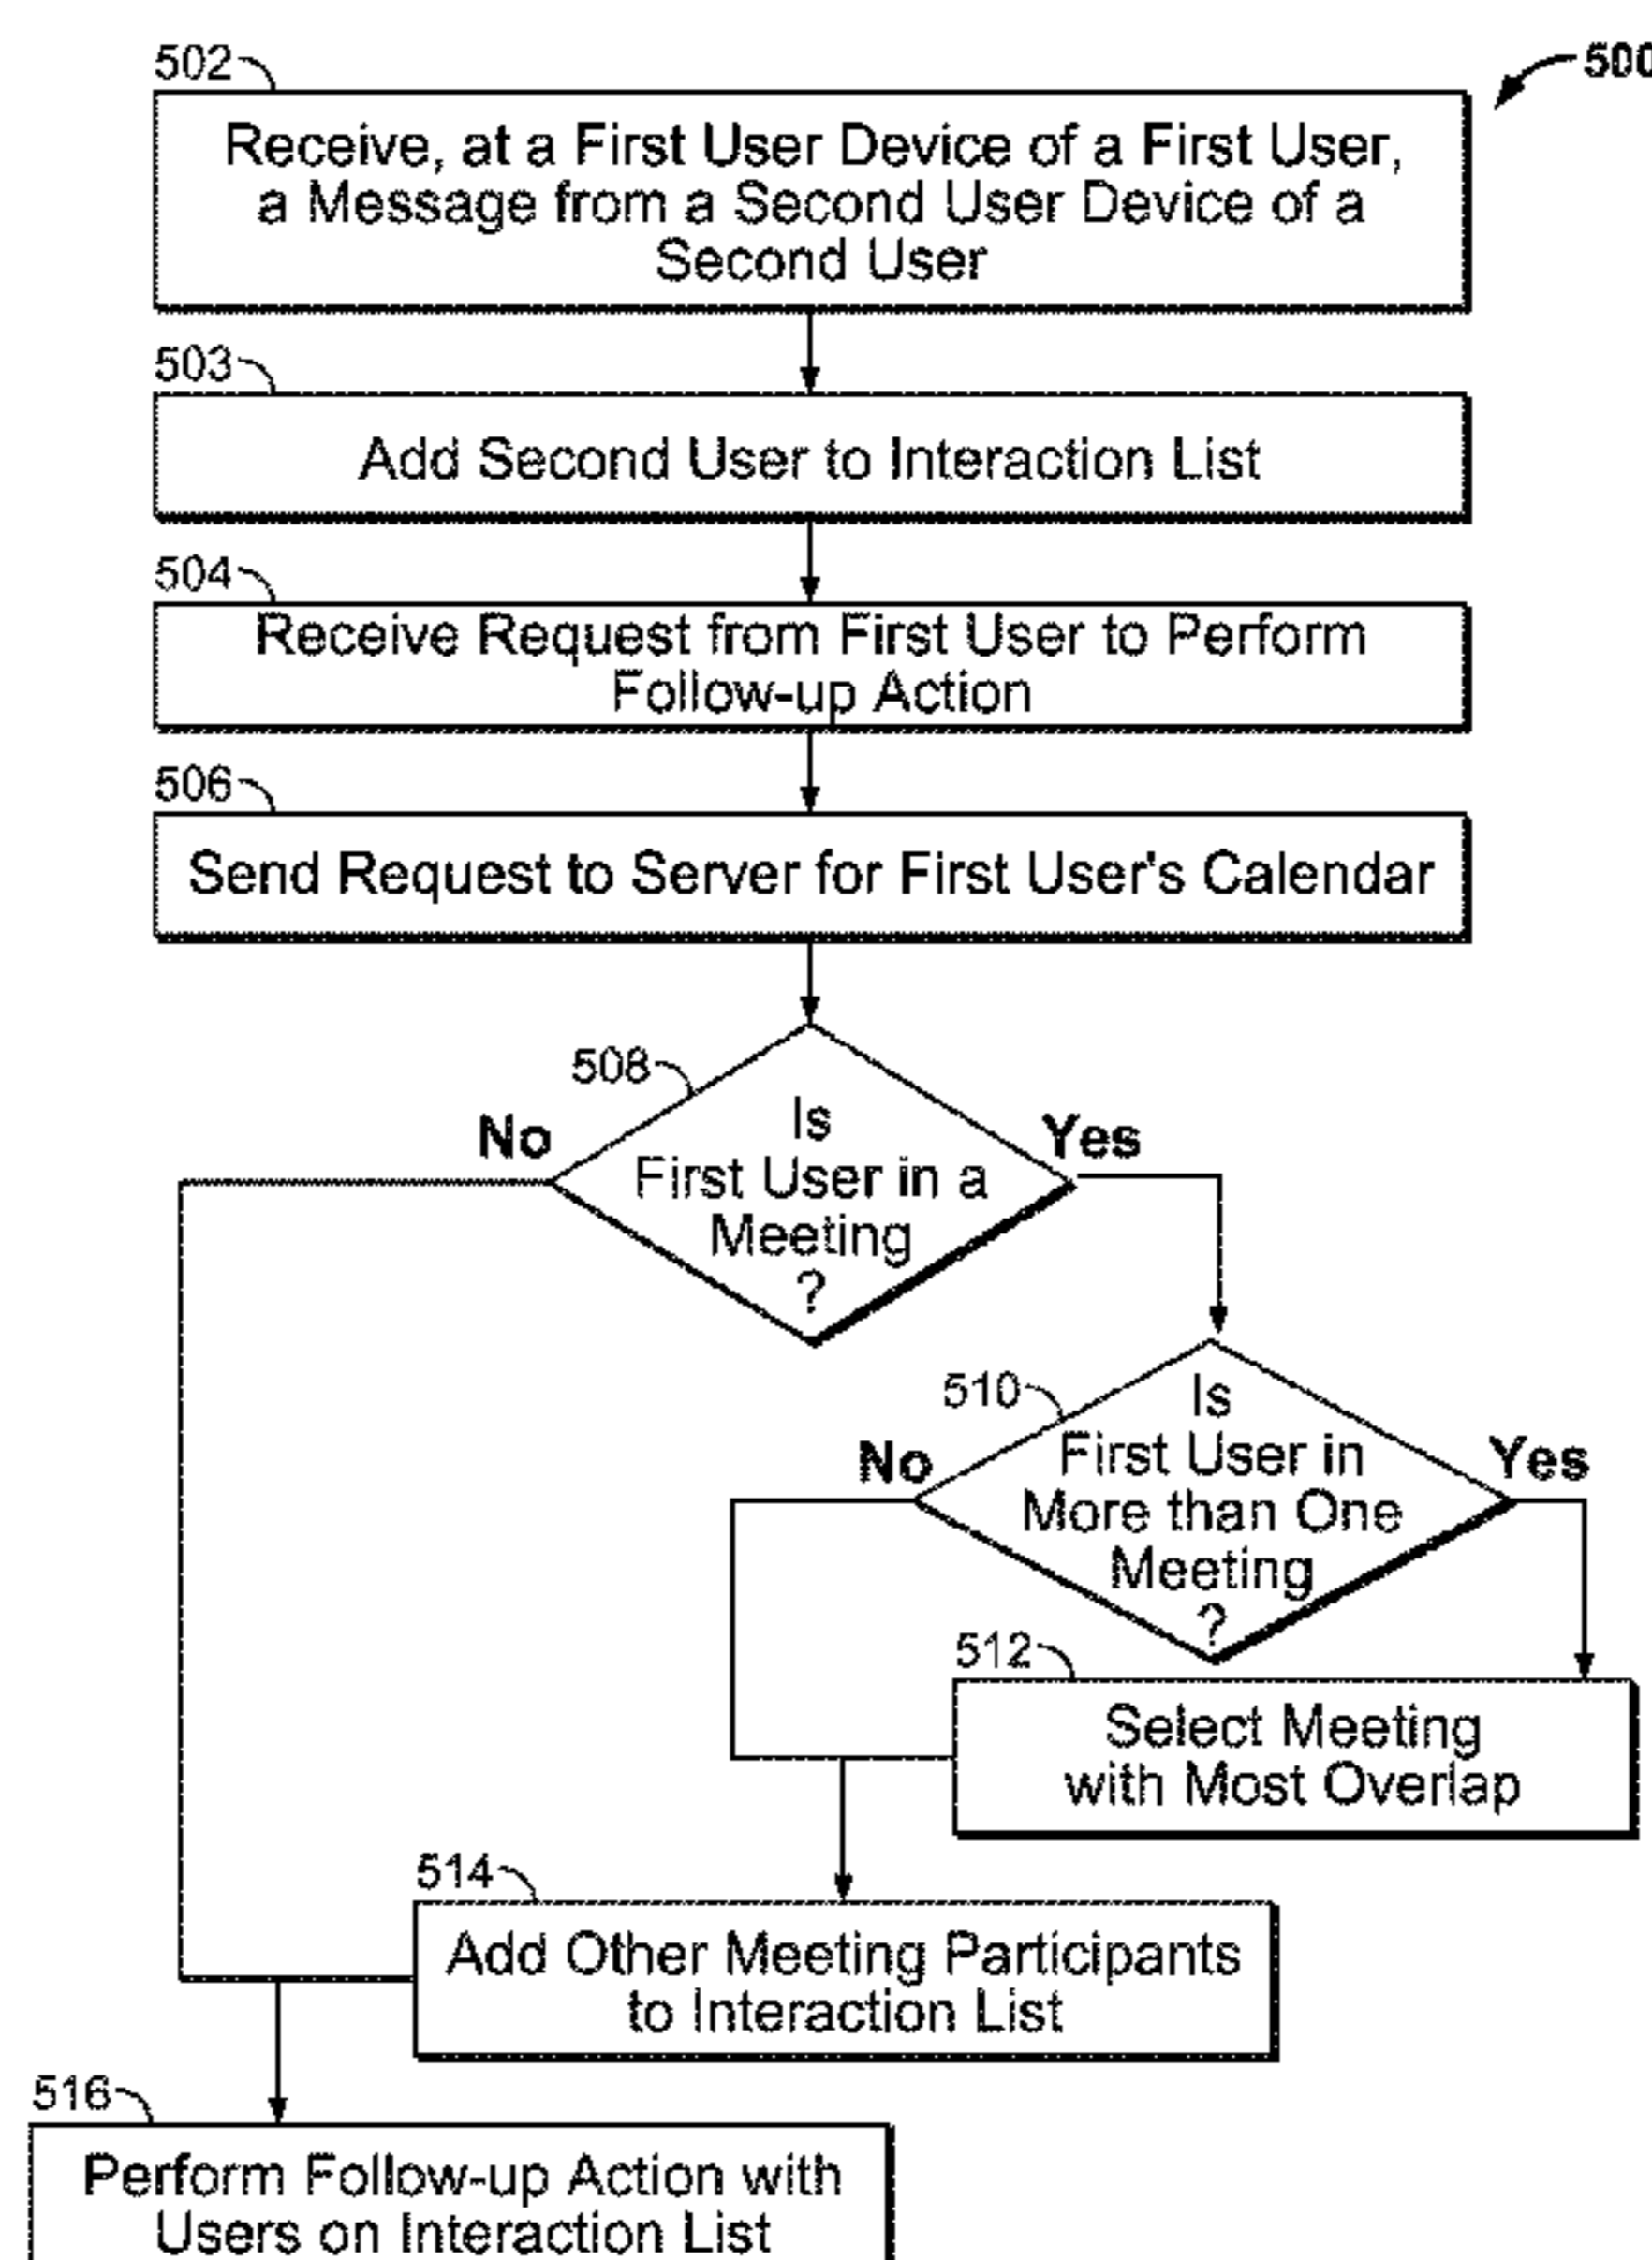 502
500
Receive, at a First User Device of a First User,
a Message from a Second User Device of a
Second User
503
Add Second User to Interaction List
504
Receive Request from First User to Perform
Follow-up Action
506
Send Request to Server for First User's Calendar
508
No
Yes
Is
First User in a
Meeting
?
510
No
Yes
Is
First User in
More than One
Meeting
?
512
Select Meeting
with Most Overlap
514
Add Other Meeting Participants
to Interaction List
516
Perform Follow-up Action with
Users on Interaction List